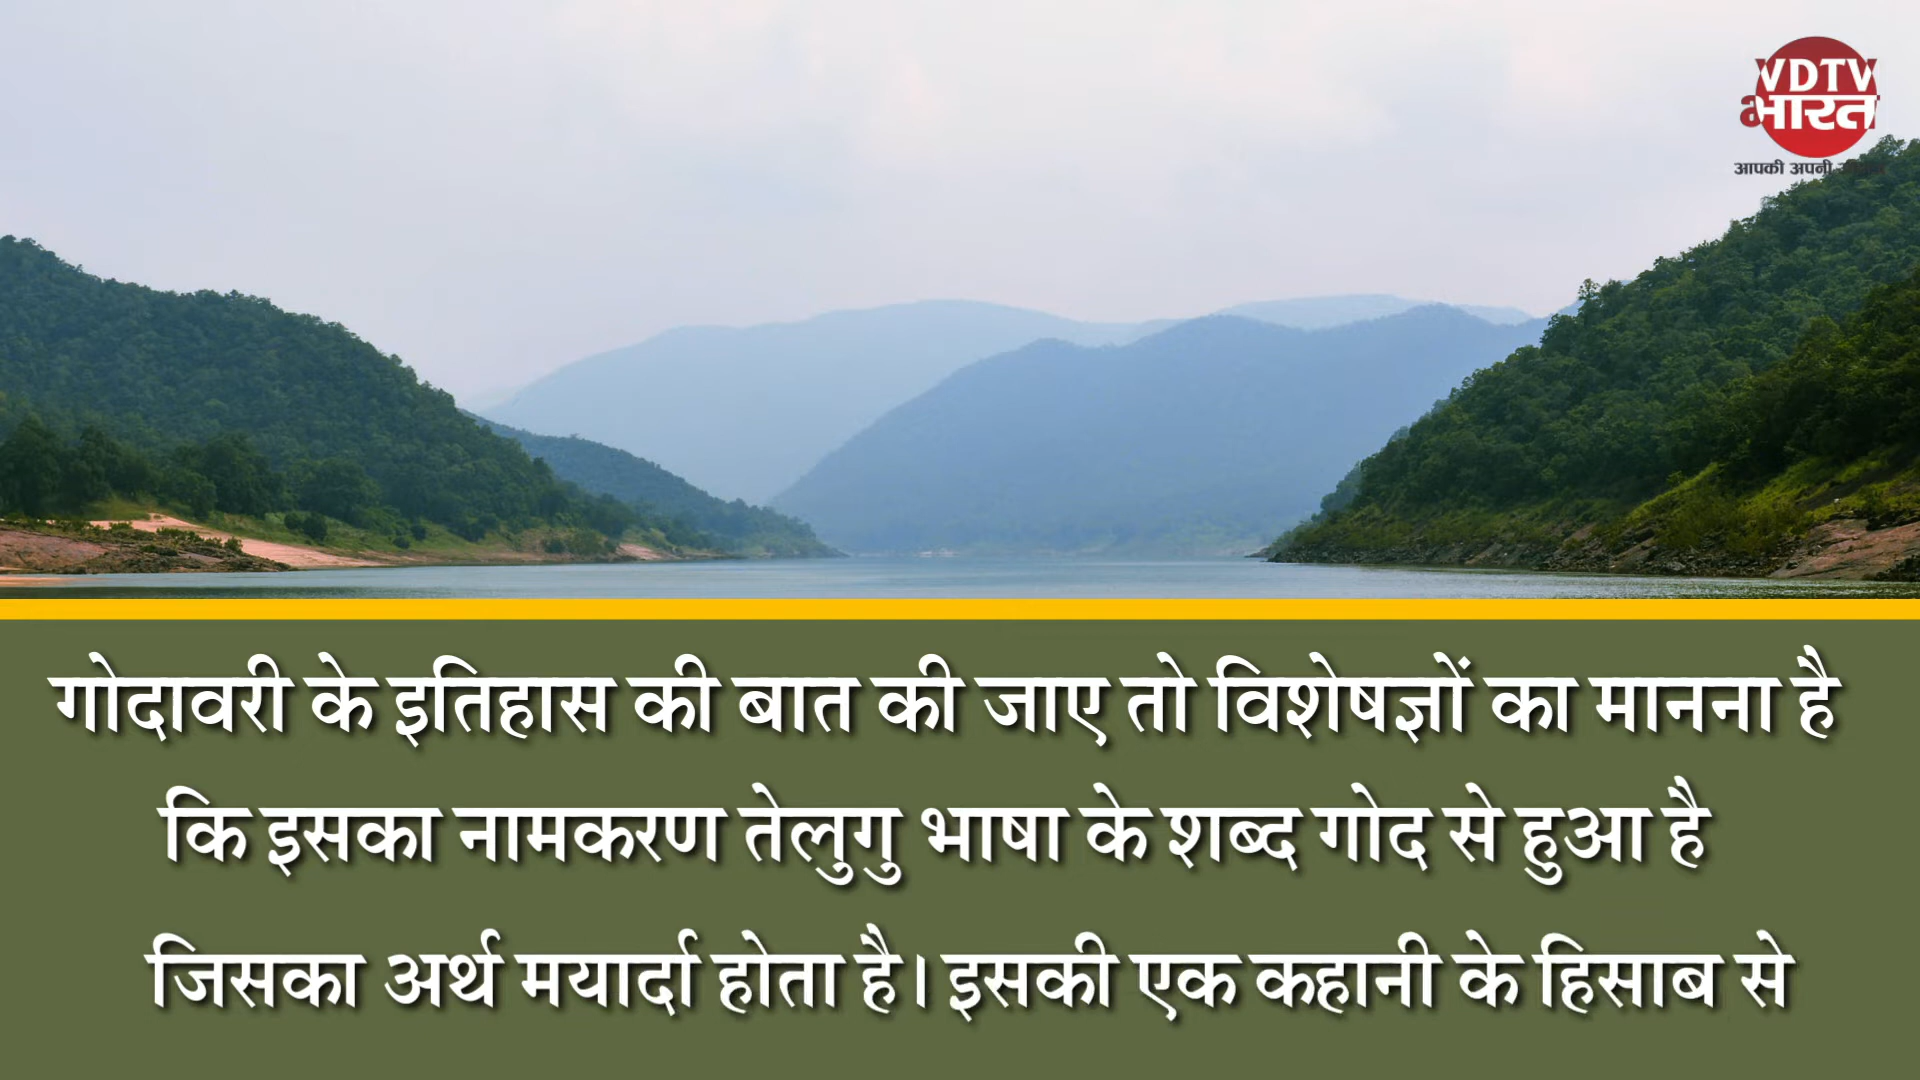 VDTV
भारत
आपकी अपनी
गोदावरी के इतिहास की बात की जाए तो विशेषज्ञों का मानना है
कि इसका नामकरण तेलुगु भाषा के शब्द गोद से हुआ है
जिसका अर्थ मयार्दा होता है। इसकी एक कहानी के हिसाब से